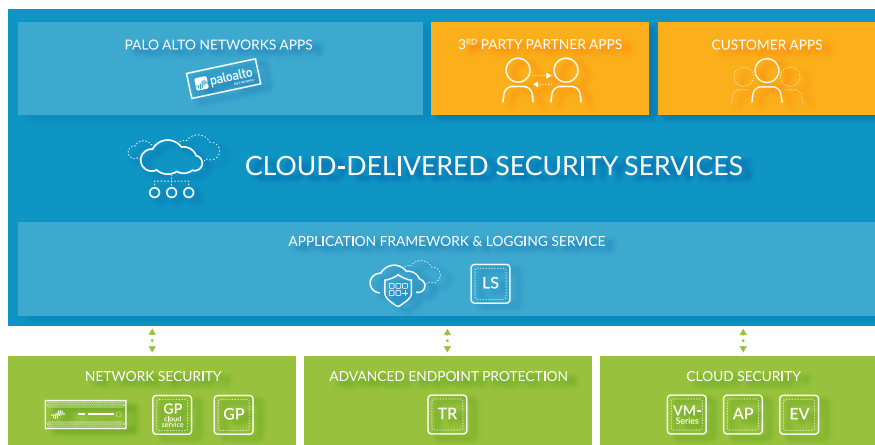 PALO ALTO NETWORKS APPS
3RD PARTY PARTNER APPS
CUSTOMER APPS
paloalto
NETWORKS
CLOUD-DELIVERED SECURITY SERVICES
APPLICATION FRAMEWORK & LOGGING SERVICE
LS
NETWORK SECURITY
ADVANCED ENDPOINT PROTECTION
CLOUD SECURITY
GP
cloud
service
GP
TR
VM-
Series
AP
EV